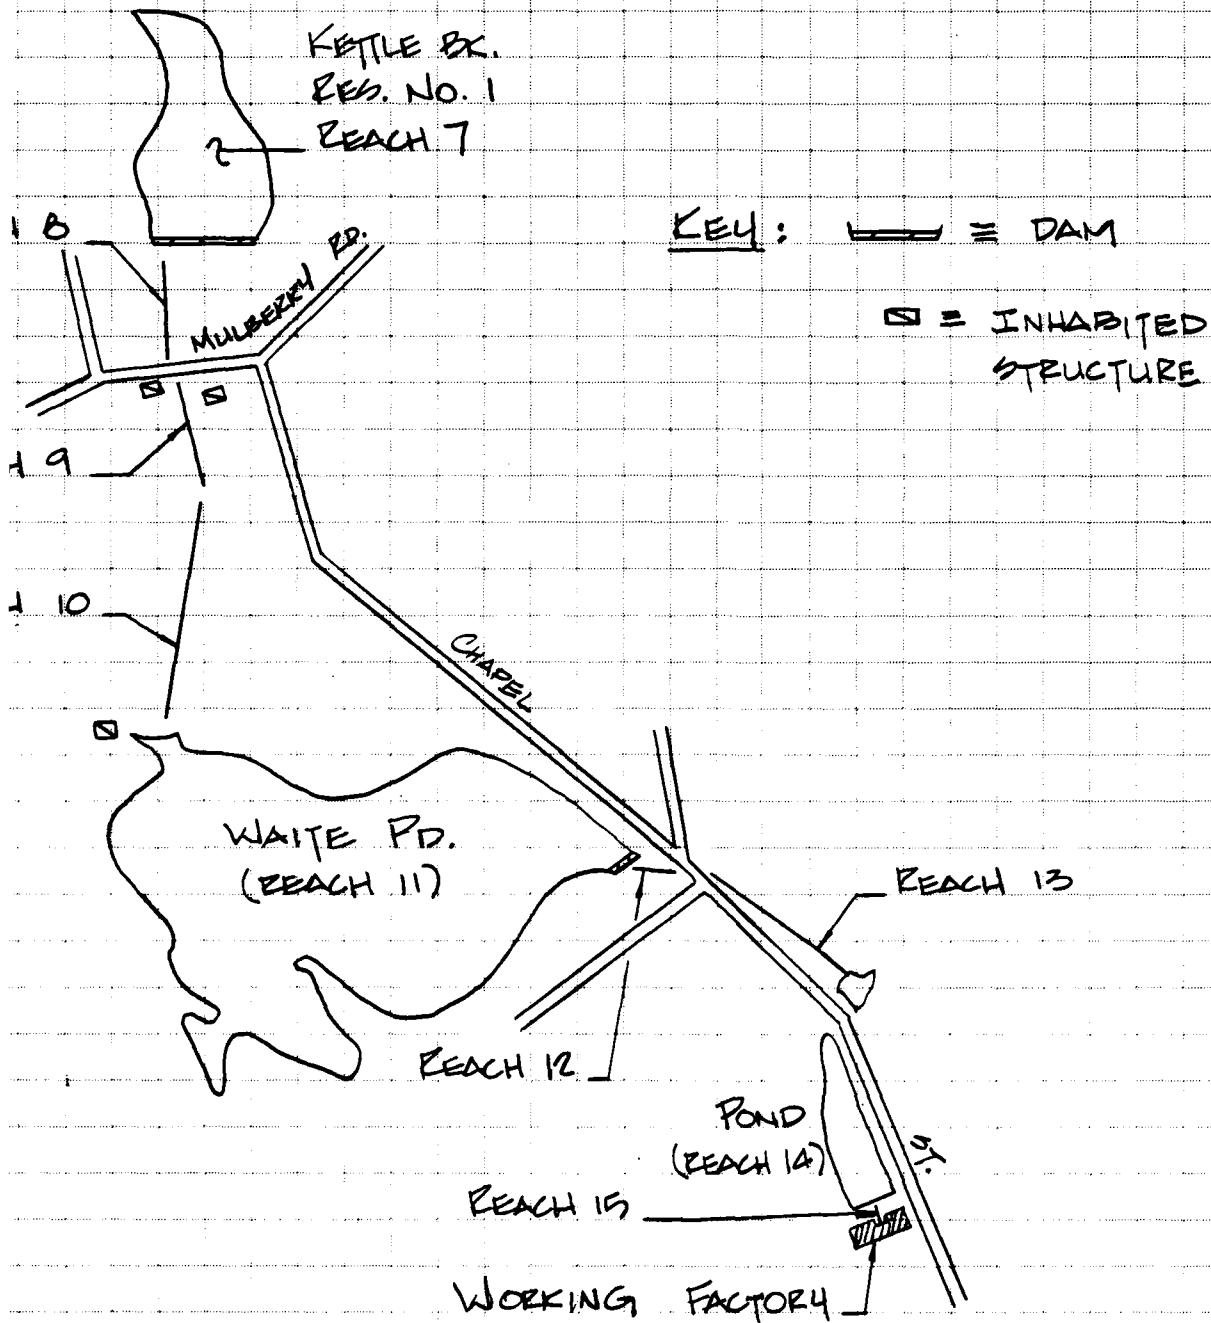 KETTLE BK.
RES. NO. 1
REACH 7
8
MULBERRY RD.
KEY: ≡ DAM
≡ INHABITED
STRUCTURE
9
10
CHAPEL
WAITE PD.
(REACH 11)
REACH 13
REACH 12
POND
(REACH 14)
ST.
REACH 15
WORKING FACTORY